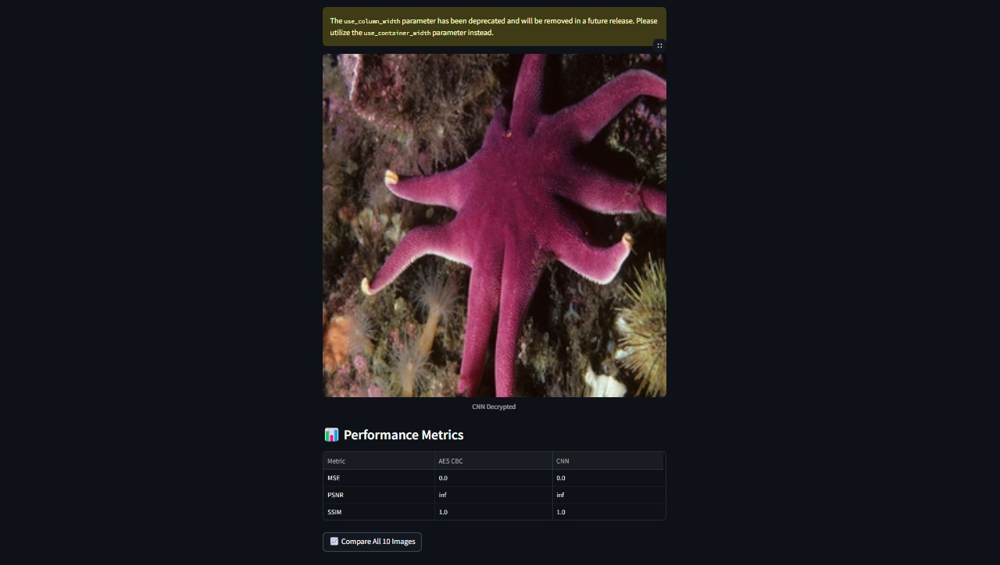 The use_column_width parameter has been deprecated and will be removed in a future release. Please
utilize the use_container_width parameter instead.
CNN Decrypted
Performance Metrics
Metric AES CBC CNN
MSE 0.0 0.0
PSNR inf inf
SSIM 1.0 1.0
Compare All 10 Images